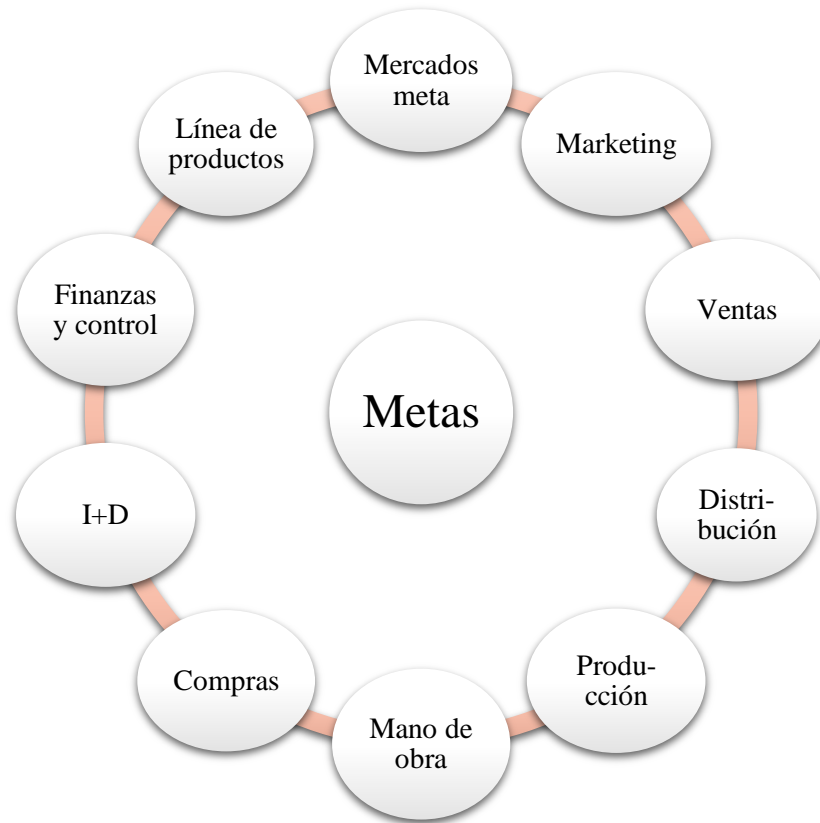 Mercados
meta
Marketing
Ventas
Distri-
bución
Produ-
cción
Mano de
obra
Compras
I+D
Finanzas
y control
Línea de
productos
Metas